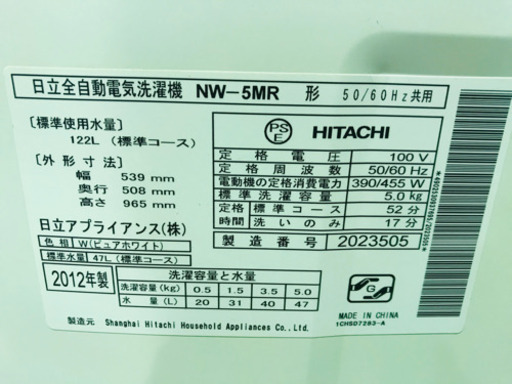 日立全自動電気洗濯機 NW-5MR 形 50/60Hz共用
[標準使用水量]
122L (標準コース)
[外形寸法]
幅 539 mm
奥行 508 mm
高さ 965 mm
日立アプライアンス(株)
色相 W(ピュアホワイト)
標準水量 47L (標準コース)
PS
E
HITACHI
定格電圧 100 V
定格周波数 50/60 Hz
電動機の定格消費電力 390/455 W
標準洗濯容量 5.0kg
定格時間 標準コース 52分
洗いのみ 17分
製造番号 2023505
2012年製
洗濯容量と水量
洗濯容量(kg) 0.5 1.5 3.5 5.0
水量(L) 20 31 40 47
G
MADE IN CHINA
1CHSD7283-A
製造元 Shanghai Hitachi Household Appliances Co.,Ltd.